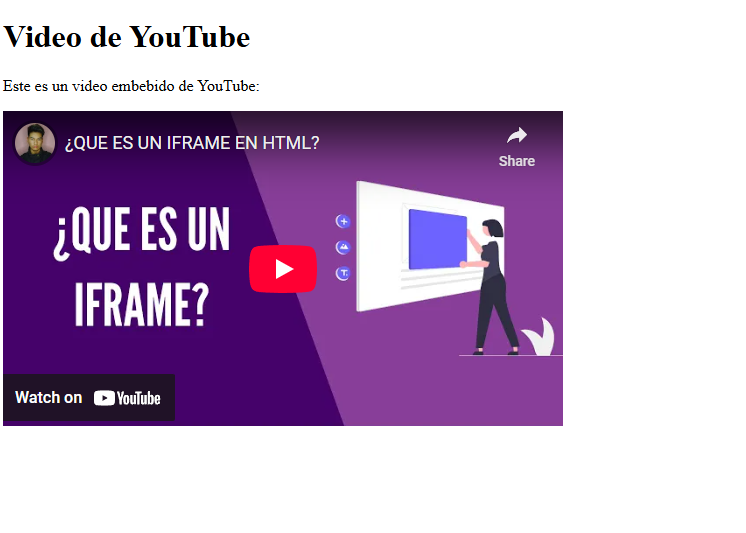 Video de YouTube
Este es un video embebido de YouTube:
¿QUE ES UN IFRAME EN HTML?
Share
¿QUE ES UN
IFRAME?
Watch on YouTube